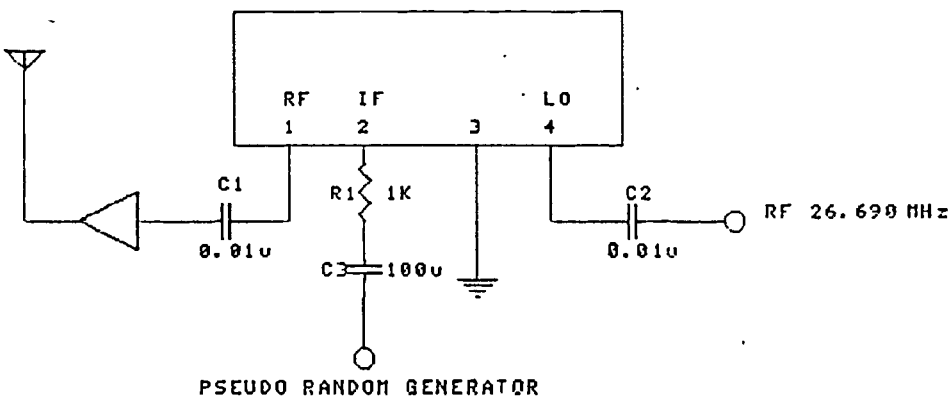 RF IF LO
1 2 3 4
C1
R1 1K
C2
RF 26.690 MHz
0.01u
0.01u
C3 100u
PSEUDO RANDOM GENERATOR